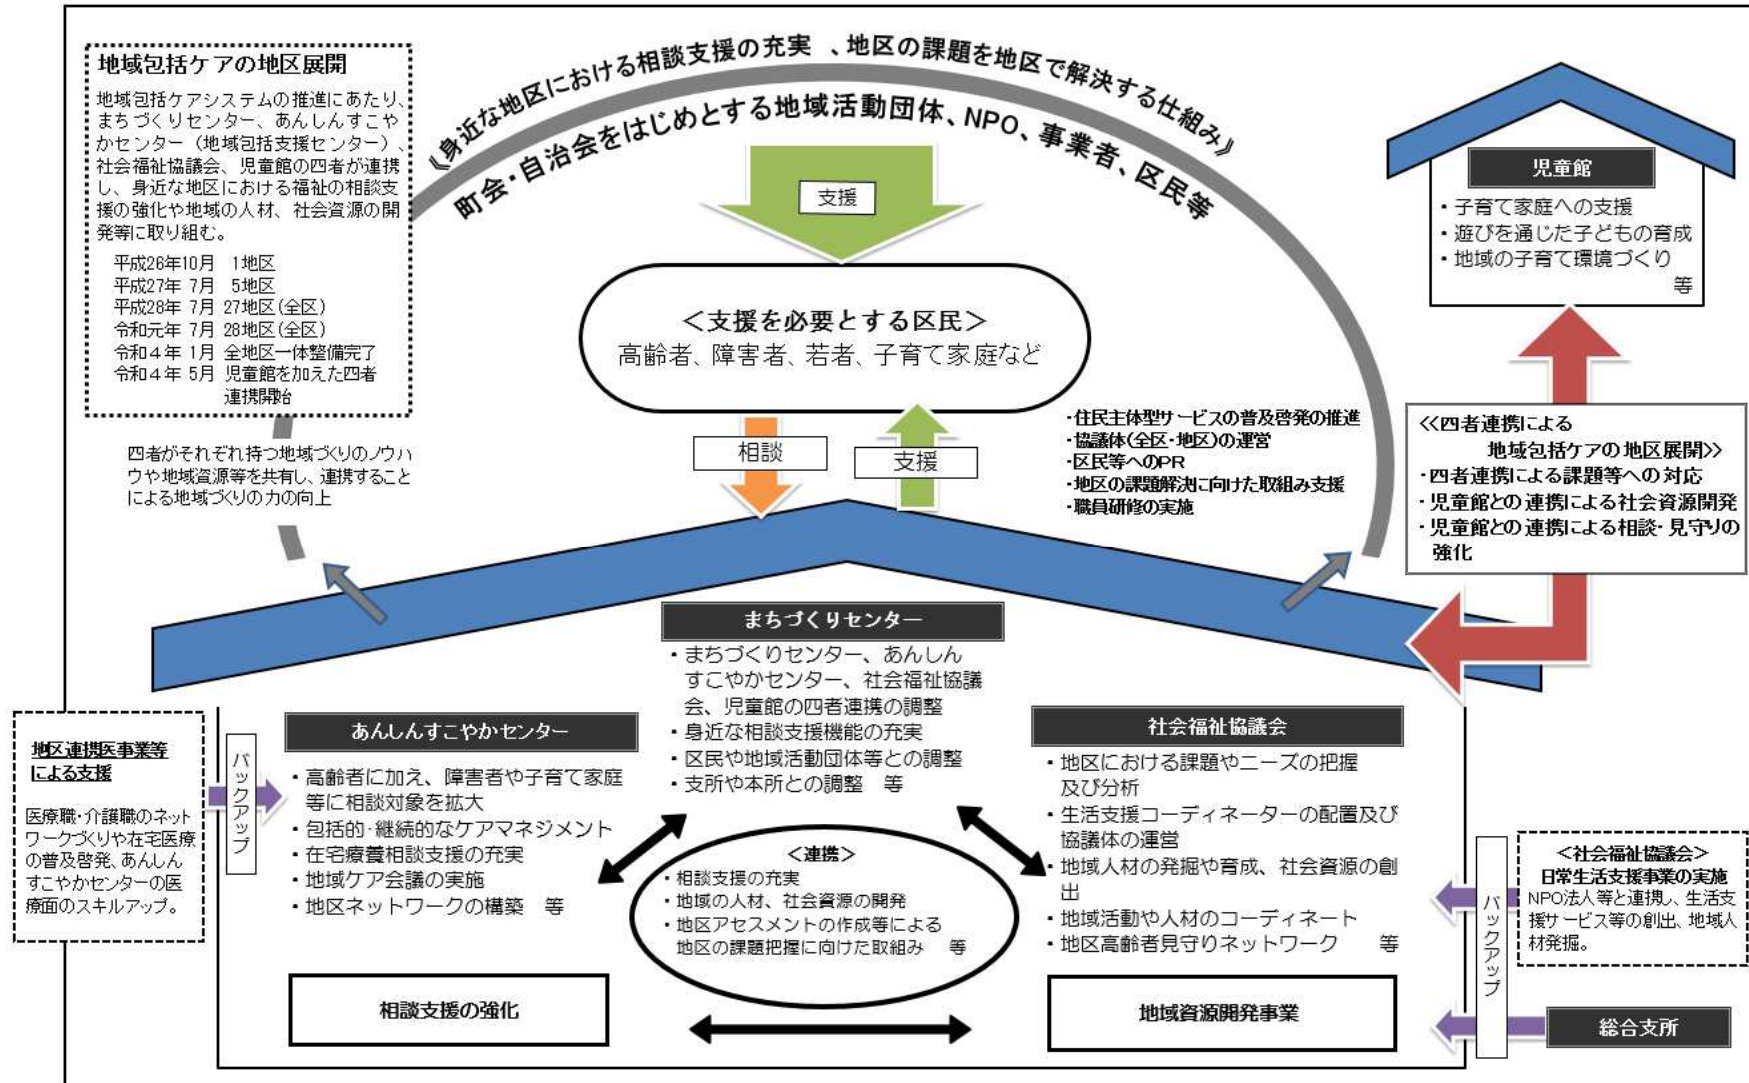 地域包括ケアの地区展開
地域包括ケアシステムの推進にあたり、
まちづくりセンター、あんしんすこや
かセンター（地域包括支援センター）、
社会福祉協議会、児童館の四者が連携
し、身近な地区における福祉の相談支
援の強化や地域の人材、社会資源の開
発等に取り組む。
平成26年10月 1地区
平成27年 7月 5地区
平成28年 7月 27地区(全区)
令和元年 7月 28地区(全区)
令和４年 1月 全地区一体整備完了
令和４年 5月 児童館を加えた四者
連携開始
四者がそれぞれ持つ地域づくりのノウハ
ウや地域資源等を共有し、連携すること
による地域づくりの力の向上
《身近な地区における相談支援の充実 、地区の課題を地区で解決する仕組み》
町会・自治会をはじめとする地域活動団体、NPO、事業者、区民等
支援
＜支援を必要とする区民＞
高齢者、障害者、若者、子育て家庭など
相談
支援
・住民主体型サービスの普及啓発の推進
・協議体(全区・地区)の運営
・区民等へのPR
・地区の課題解決に向けた取組み支援
・職員研修の実施
児童館
・子育て家庭への支援
・遊びを通じた子どもの育成
・地域の子育て環境づくり
等
<<四者連携による
地域包括ケアの地区展開>>
・四者連携による課題等への対応
・児童館との連携による社会資源開発
・児童館との連携による相談・見守りの
強化
まちづくりセンター
・まちづくりセンター、あんしん
すこやかセンター、社会福祉協議
会、児童館の四者連携の調整
・身近な相談支援機能の充実
・区民や地域活動団体等との調整
・支所や本所との調整 等
地区連携医事業等
による支援
医療職・介護職のネット
ワークづくりや在宅医療
の普及啓発、あんしん
すこやかセンターの医
療面のスキルアップ。
バックアップ
あんしんすこやかセンター
・高齢者に加え、障害者や子育て家庭
等に相談対象を拡大
・包括的・継続的なケアマネジメント
・在宅療養相談支援の充実
・地域ケア会議の実施
・地区ネットワークの構築 等
相談支援の強化
＜連携＞
・相談支援の充実
・地域の人材、社会資源の開発
・地区アセスメントの作成等による
地区の課題把握に向けた取組み 等
社会福祉協議会
・地区における課題やニーズの把握
及び分析
・生活支援コーディネーターの配置及び
協議体の運営
・地域人材の発掘や育成、社会資源の創
出
・地域活動や人材のコーディネート
・地区高齢者見守りネットワーク 等
地域資源開発事業
バックアップ
＜社会福祉協議会＞
日常生活支援事業の実施
NPO法人等と連携し、生活支
援サービス等の創出、地域人
材発掘。
総合支所